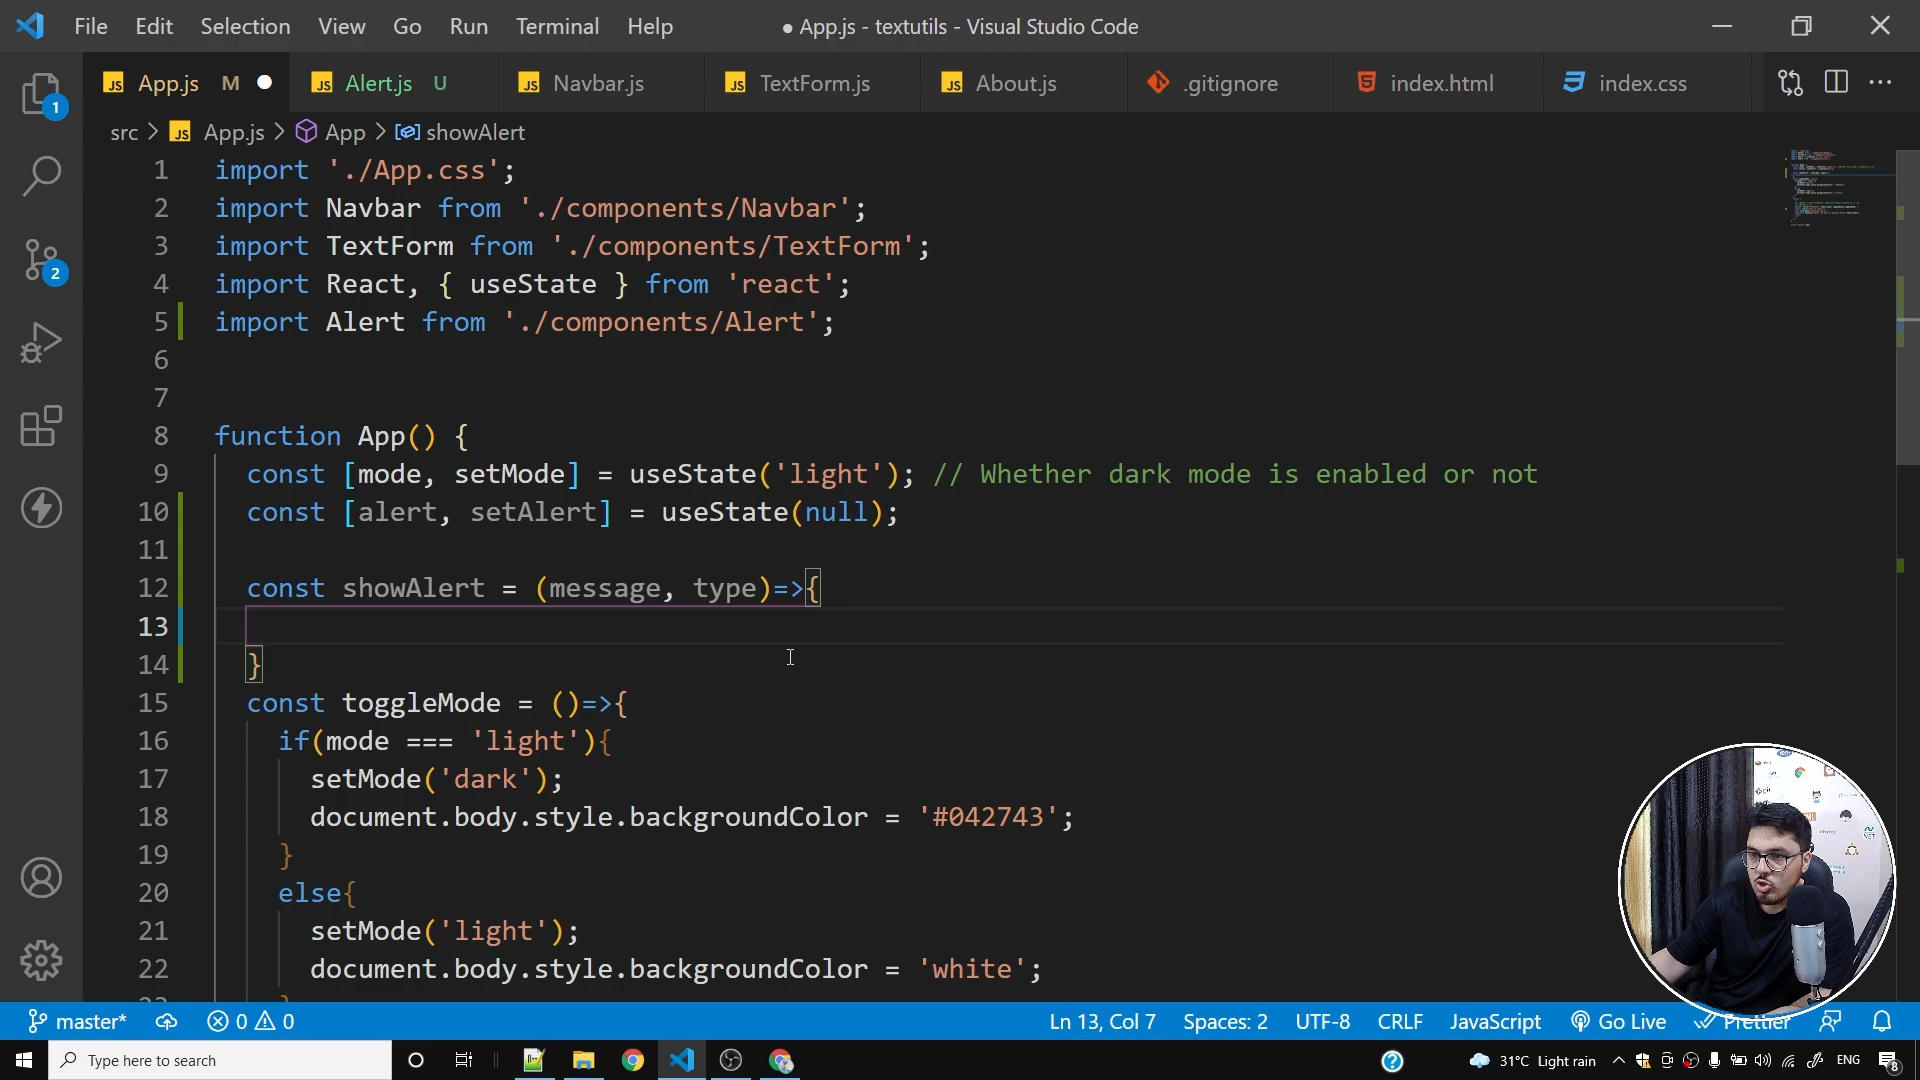 File Edit Selection View Go Run Terminal Help
● App.js - textutils - Visual Studio Code
App.js M
Alert.js U
Navbar.js
TextForm.js
About.js
.gitignore
index.html
index.css
src > App.js > App > showAlert
1 import './App.css';
2 import Navbar from './components/Navbar';
3 import TextForm from './components/TextForm';
4 import React, { useState } from 'react';
5 import Alert from './components/Alert';
6
7
8 function App() {
9 const [mode, setMode] = useState('light'); // Whether dark mode is enabled or not
10 const [alert, setAlert] = useState(null);
11
12 const showAlert = (message, type)=>{
13
14 }
15 const toggleMode = ()=>{
16 if(mode === 'light'){
17 setMode('dark');
18 document.body.style.backgroundColor = '#042743';
19 }
20 else{
21 setMode('light');
22 document.body.style.backgroundColor = 'white';
1
2
master* 0 0 Ln 13, Col 7 Spaces: 2 UTF-8 CRLF JavaScript Go Live Prettier
Type here to search
31°C Light rain ENG 8